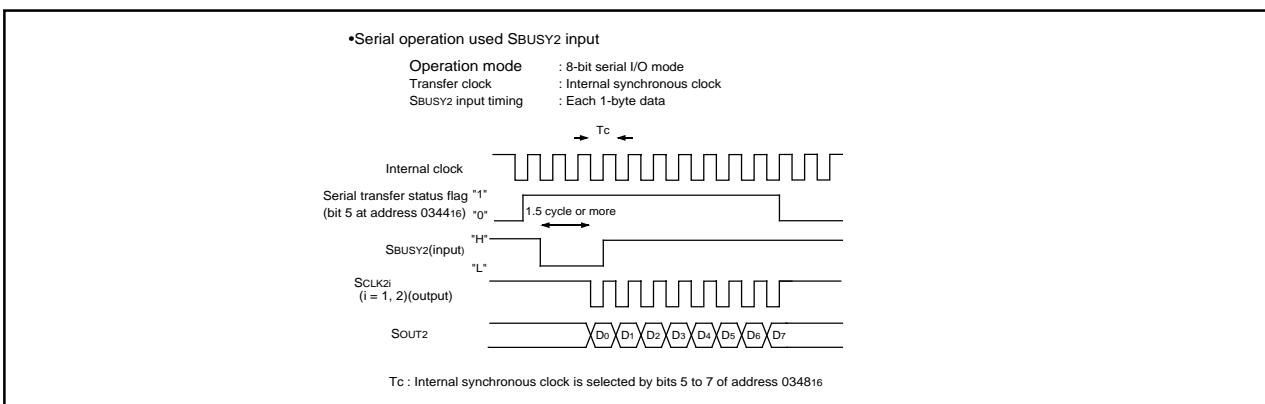 •Serial operation used SBUSY2 input
Operation mode : 8-bit serial I/O mode
Transfer clock : Internal synchronous clock
SBUSY2 input timing : Each 1-byte data
Tc
Internal clock
Serial transfer status flag "1"
(bit 5 at address 034416) "0"
1.5 cycle or more
"H"
SBUSY2(input)
"L"
SCLK2i
(i = 1, 2)(output)
SOUT2 D0 D1 D2 D3 D4 D5 D6 D7
Tc : Internal synchronous clock is selected by bits 5 to 7 of address 034816